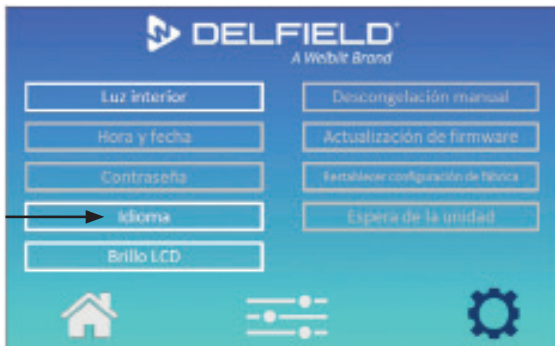 DELFIELD
A Welbilt Brand
Luz interior
Hora y fecha
Contraseña
Idioma
Brillo LCD
Descongelación manual
Actualización de firmware
Restablecer configuración de fábrica
Espera de la unidad